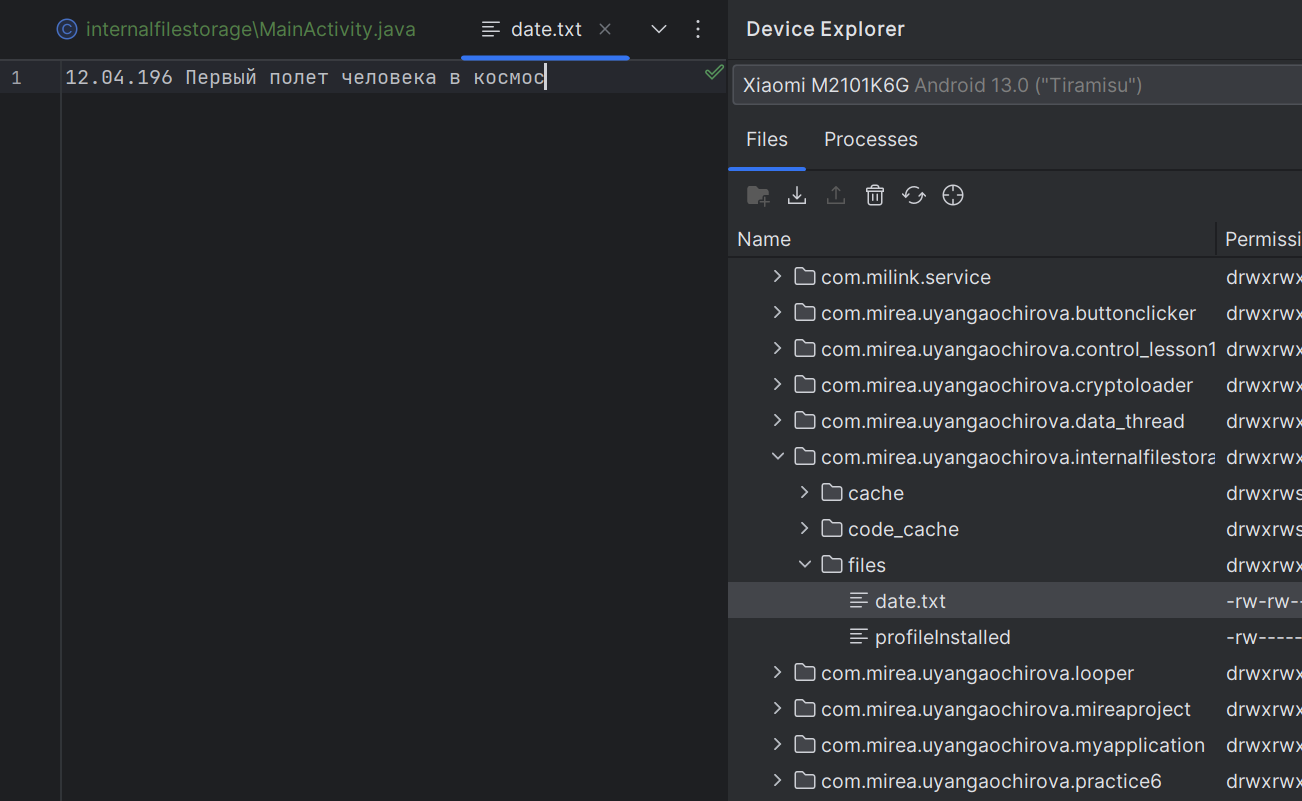 internalfilestorage\MainActivity.java
date.txt
1 12.04.196 Первый полет человека в космос
Device Explorer
Xiaomi M2101K6G Android 13.0 ("Tiramisu")
Files Processes
Name Permissi
com.milink.service drwxrwx
com.mirea.uyangaochirova.buttonclicker drwxrwx
com.mirea.uyangaochirova.control_lesson1 drwxrwx
com.mirea.uyangaochirova.cryptoloader drwxrwx
com.mirea.uyangaochirova.data_thread drwxrwx
com.mirea.uyangaochirova.internalfilestora drwxrwx
cache drwxrws
code_cache drwxrws
files drwxrwx
date.txt -rw-rw--
profileInstalled -rw-----
com.mirea.uyangaochirova.looper drwxrwx
com.mirea.uyangaochirova.mireaproject drwxrwx
com.mirea.uyangaochirova.myapplication drwxrwx
com.mirea.uyangaochirova.practice6 drwxrwx